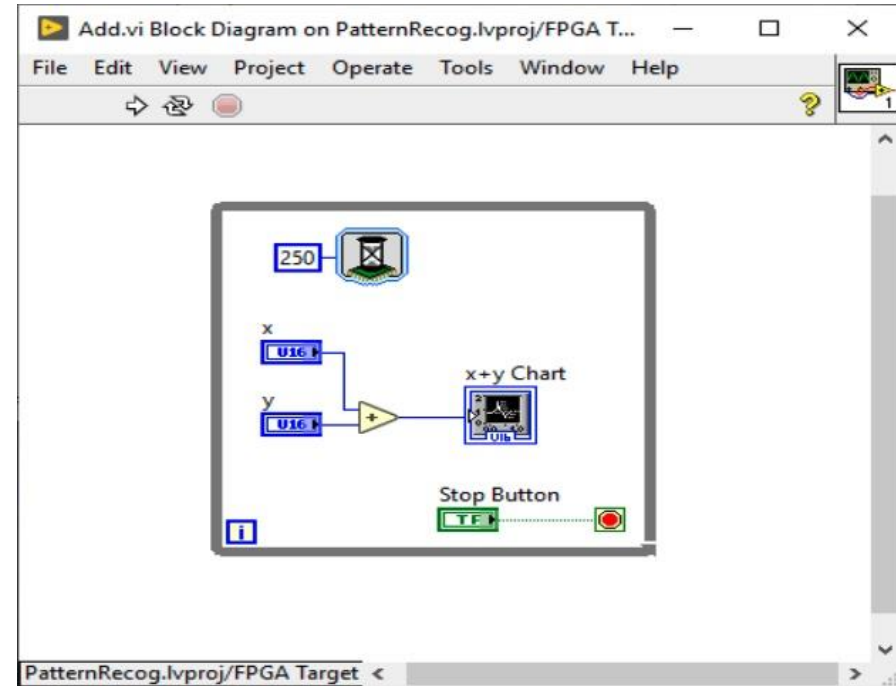 Add.vi Block Diagram on PatternRecog.lvproj/FPGA T...
File Edit View Project Operate Tools Window Help
1
250
x
U16
x+y Chart
y
U16
U16
Stop Button
TF
i
PatternRecog.lvproj/FPGA Target